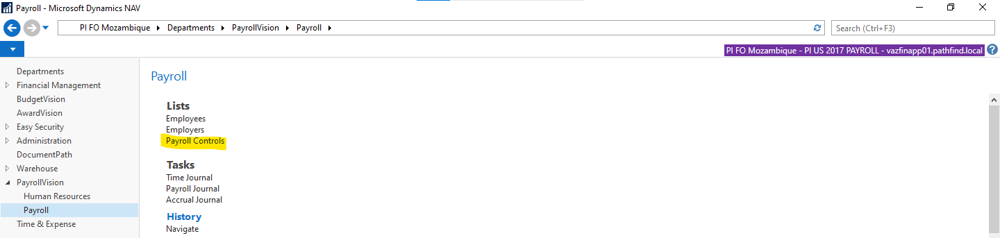 Payroll - Microsoft Dynamics NAV
PI FO Mozambique Departments PayrollVision Payroll
Search (Ctrl+F3)
PI FO Mozambique - PI US 2017 PAYROLL - vazfinapp01.pathfind.local
Departments
Financial Management
BudgetVision
AwardVision
Easy Security
Administration
DocumentPath
Warehouse
PayrollVision
Human Resources
Payroll
Time & Expense
Payroll
Lists
Employees
Employers
Payroll Controls
Tasks
Time Journal
Payroll Journal
Accrual Journal
History
Navigate